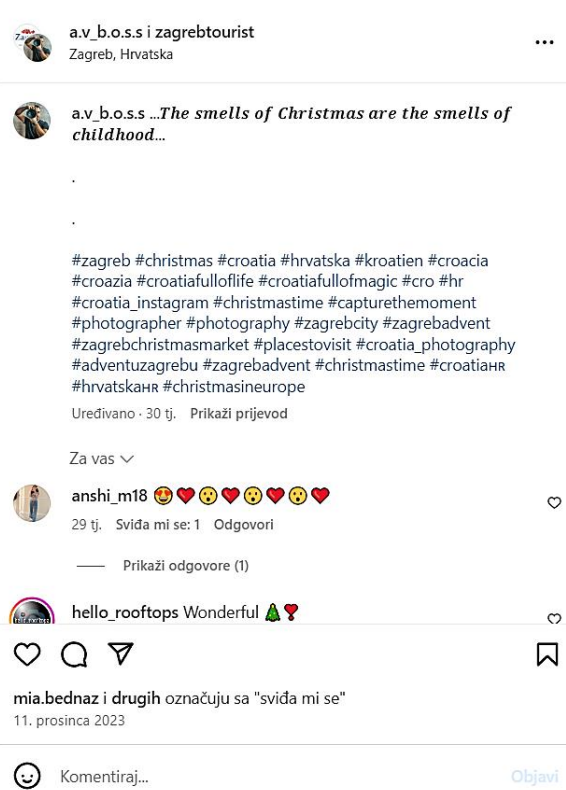 a.v_b.o.s.s i zagrebtourist
Zagreb, Hrvatska
a.v_b.o.s.s ...The smells of Christmas are the smells of
childhood...
.
.
#zagreb #christmas #croatia #hrvatska #kroatien #croacia
#croazia #croatiafulloflife #croatiafullofmagic #cro #hr
#croatia_instagram #christmastime #capturethemoment
#photographer #photography #zagrebcity #zagrebadvent
#zagrebchristmasmarket #placestovisit #croatia_photography
#adventuzagrebu #zagrebadvent #christmastime #croatiaʜʀ
#hrvatskaʜʀ #christmasineurope
Uređivano · 30 tj. Prikaži prijevod
Za vas
anshi_m18 😍❤️😮❤️😮❤️😮❤️
29 tj. Sviđa mi se: 1 Odgovori
Prikaži odgovore (1)
hello_rooftops Wonderful 🎄❣️
mia.bednaz i drugih označuju sa "sviđa mi se"
11. prosinca 2023
Komentiraj...
Objavi